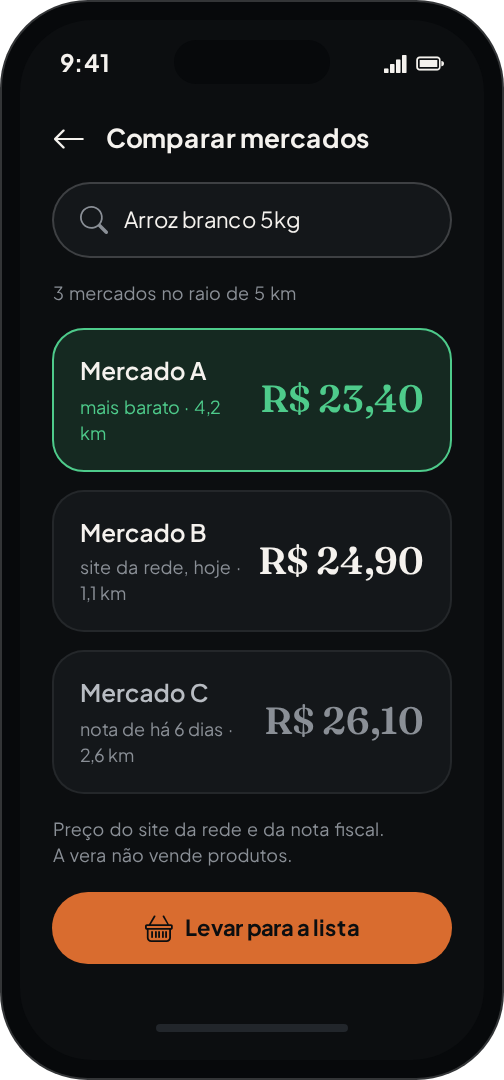 9:41
Comparar mercados
Arroz branco 5kg
3 mercados no raio de 5 km
Mercado A
mais barato · 4,2
km
R$ 23,40
Mercado B
site da rede, hoje ·
1,1 km
R$ 24,90
Mercado C
nota de há 6 dias ·
2,6 km
R$ 26,10
Preço do site da rede e da nota fiscal.
A vera não vende produtos.
Levar para a lista